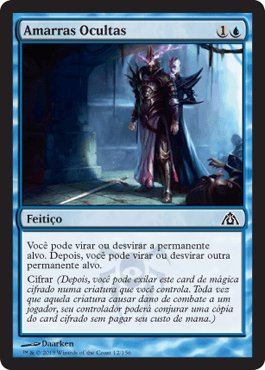 Amarras Ocultas 1
Feitiço
Você pode virar ou desvirar a permanente
alvo. Depois, você pode virar ou desvirar outra
permanente alvo.
Cifrar (Depois, você pode exilar este card de mágica
cifrado numa criatura que você controla. Toda vez
que aquela criatura causar dano de combate a um
jogador, seu controlador poderá conjurar uma cópia
do card cifrado sem pagar seu custo de mana.)
Daarken
™ & © 2013 Wizards of the Coast 12/156